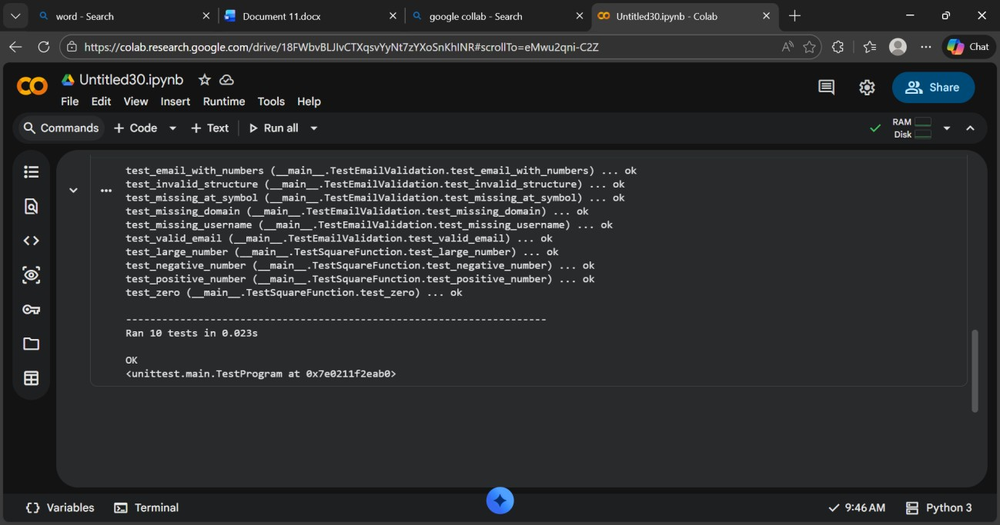 word - Search
Document 11.docx
google collab - Search
Untitled30.ipynb - Colab
https://colab.research.google.com/drive/18FWbvBLJIvCTXqsvYyNt7zYXoSnKhINR#scrollTo=eMwu2qni-C2Z
Chat
Untitled30.ipynb
File Edit View Insert Runtime Tools Help
Share
Commands + Code + Text Run all
RAM
Disk
test_email_with_numbers (__main__.TestEmailValidation.test_email_with_numbers) ... ok
test_invalid_structure (__main__.TestEmailValidation.test_invalid_structure) ... ok
test_missing_at_symbol (__main__.TestEmailValidation.test_missing_at_symbol) ... ok
test_missing_domain (__main__.TestEmailValidation.test_missing_domain) ... ok
test_missing_username (__main__.TestEmailValidation.test_missing_username) ... ok
test_valid_email (__main__.TestEmailValidation.test_valid_email) ... ok
test_large_number (__main__.TestSquareFunction.test_large_number) ... ok
test_negative_number (__main__.TestSquareFunction.test_negative_number) ... ok
test_positive_number (__main__.TestSquareFunction.test_positive_number) ... ok
test_zero (__main__.TestSquareFunction.test_zero) ... ok
----------------------------------------------------------------------
Ran 10 tests in 0.023s
OK
<unittest.main.TestProgram at 0x7e0211f2eab0>
Variables
Terminal
9:46 AM
Python 3